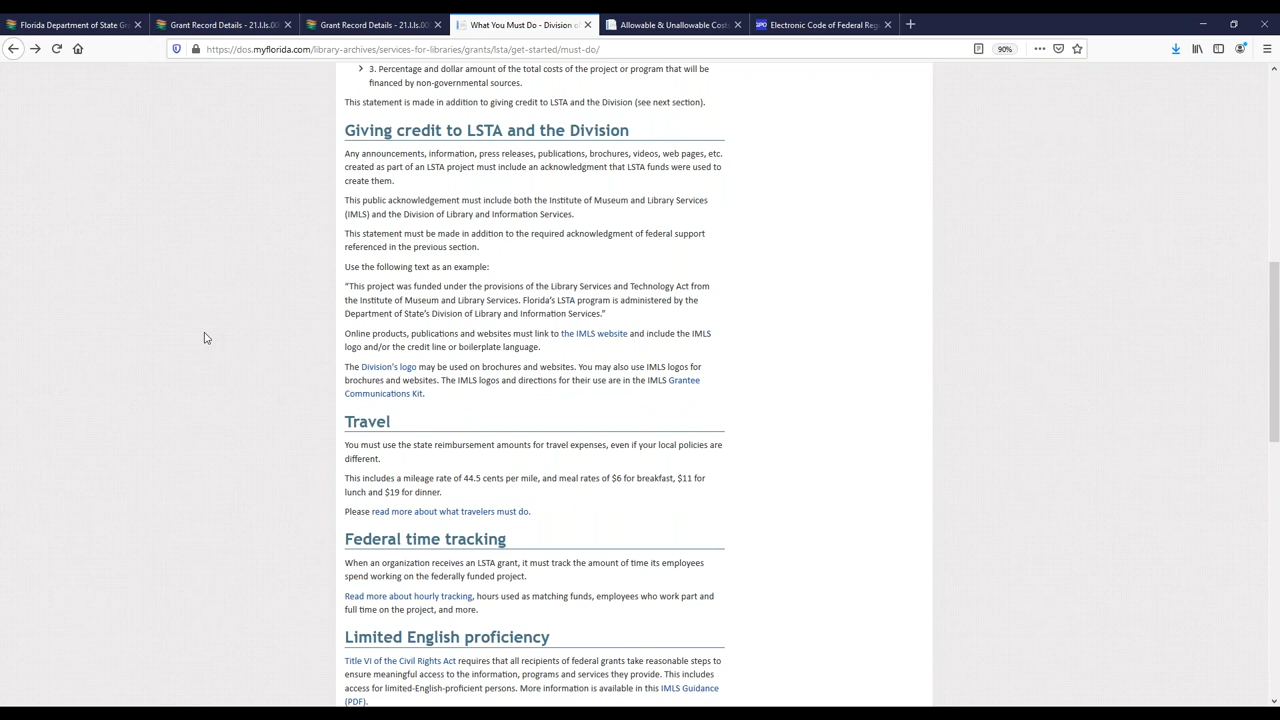 Florida Department of State Gr
Grant Record Details - 21.I.ls.00
Grant Record Details - 21.I.ls.00
What You Must Do - Division o
Allowable & Unallowable Cost
Electronic Code of Federal Reg
https://dos.myflorida.com/library-archives/services-for-libraries/grants/lsta/get-started/must-do/
90%
3. Percentage and dollar amount of the total costs of the project or program that will be
financed by non-governmental sources.
This statement is made in addition to giving credit to LSTA and the Division (see next section).
Giving credit to LSTA and the Division
Any announcements, information, press releases, publications, brochures, videos, web pages, etc.
created as part of an LSTA project must include an acknowledgment that LSTA funds were used to
create them.
This public acknowledgement must include both the Institute of Museum and Library Services
(IMLS) and the Division of Library and Information Services.
This statement must be made in addition to the required acknowledgment of federal support
referenced in the previous section.
Use the following text as an example:
“This project was funded under the provisions of the Library Services and Technology Act from
the Institute of Museum and Library Services. Florida’s LSTA program is administered by the
Department of State’s Division of Library and Information Services.”
Online products, publications and websites must link to the IMLS website and include the IMLS
logo and/or the credit line or boilerplate language.
The Division's logo may be used on brochures and websites. You may also use IMLS logos for
brochures and websites. The IMLS logos and directions for their use are in the IMLS Grantee
Communications Kit.
Travel
You must use the state reimbursement amounts for travel expenses, even if your local policies are
different.
This includes a mileage rate of 44.5 cents per mile, and meal rates of $6 for breakfast, $11 for
lunch and $19 for dinner.
Please read more about what travelers must do.
Federal time tracking
When an organization receives an LSTA grant, it must track the amount of time its employees
spend working on the federally funded project.
Read more about hourly tracking, hours used as matching funds, employees who work part and
full time on the project, and more.
Limited English proficiency
Title VI of the Civil Rights Act requires that all recipients of federal grants take reasonable steps to
ensure meaningful access to the information, programs and services they provide. This includes
access for limited-English-proficient persons. More information is available in this IMLS Guidance
(PDF).